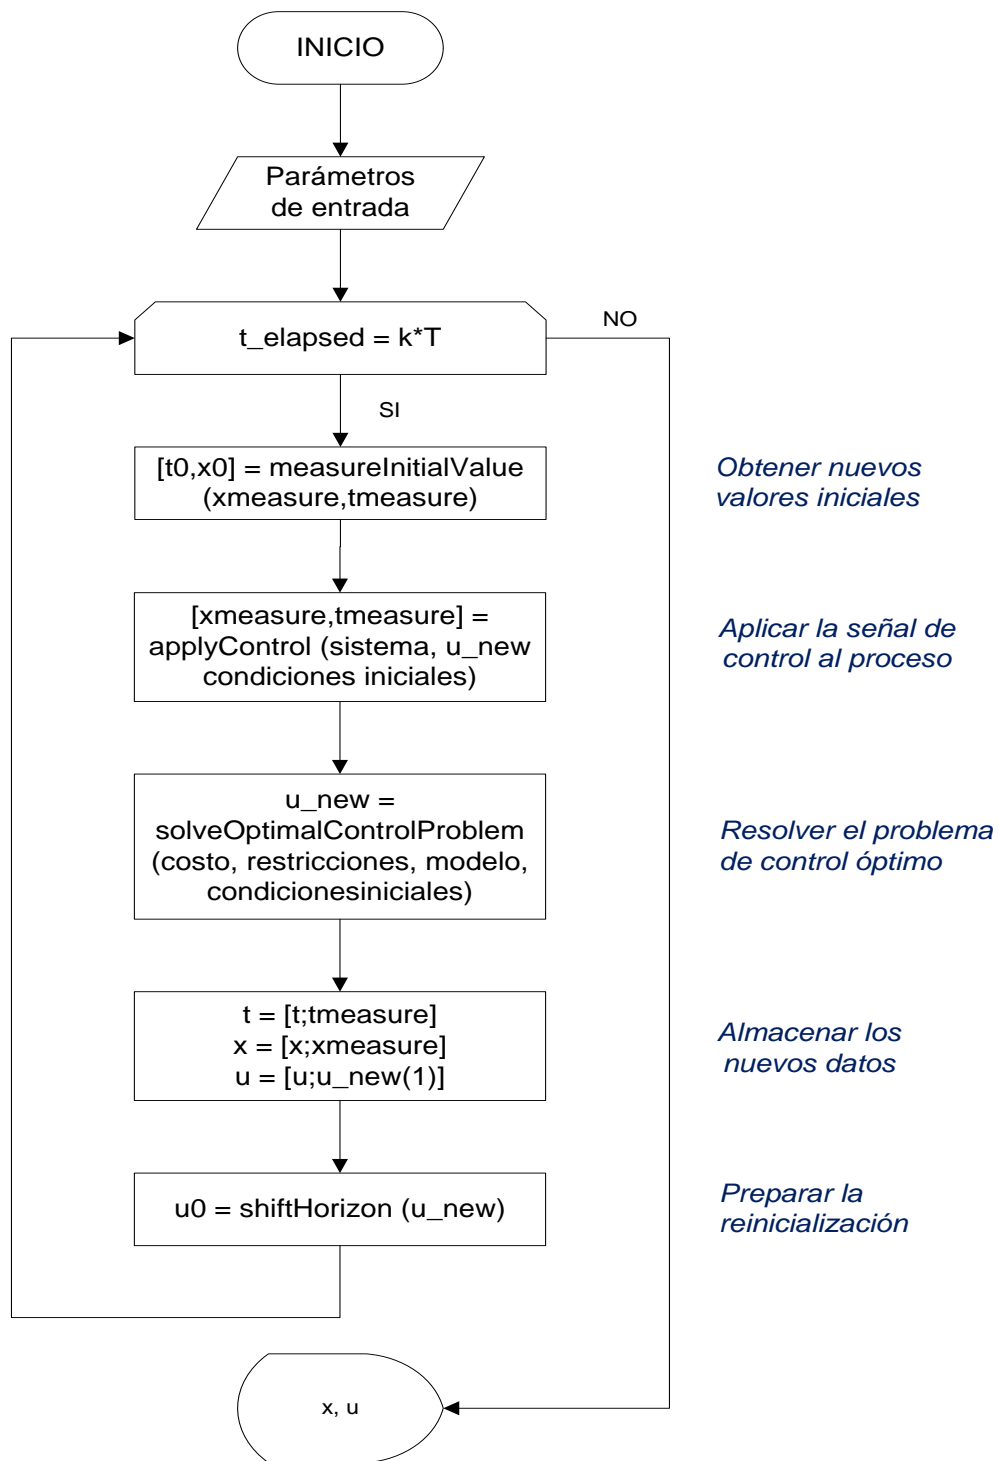 INICIO
Parámetros
de entrada
t_elapsed = k*T
NO
SI
[t0,x0] = measureInitialValue
(xmeasure,tmeasure)
Obtener nuevos
valores iniciales
[xmeasure,tmeasure] =
applyControl (sistema, u_new
condiciones iniciales)
Aplicar la señal de
control al proceso
u_new =
solveOptimalControlProblem
(costo, restricciones, modelo,
condicionesiniciales)
Resolver el problema
de control óptimo
t = [t;tmeasure]
x = [x;xmeasure]
u = [u;u_new(1)]
Almacenar los
nuevos datos
u0 = shiftHorizon (u_new)
Preparar la
reinicialización
x, u